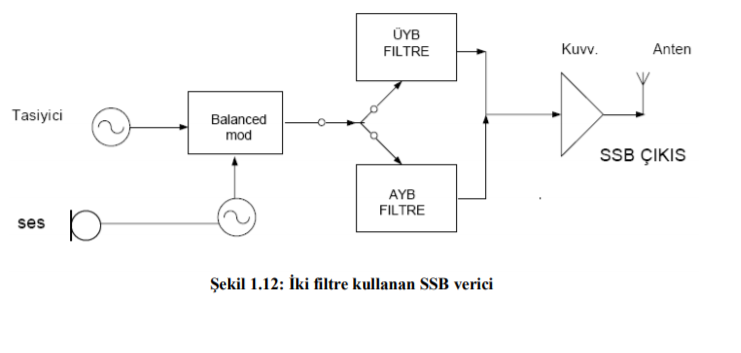 ÜYB
FILTRE
Kuvv.
Anten
Tasiyici
Balanced
mod
SSB ÇIKIS
AYB
FILTRE
ses
Şekil 1.12: İki filtre kullanan SSB verici